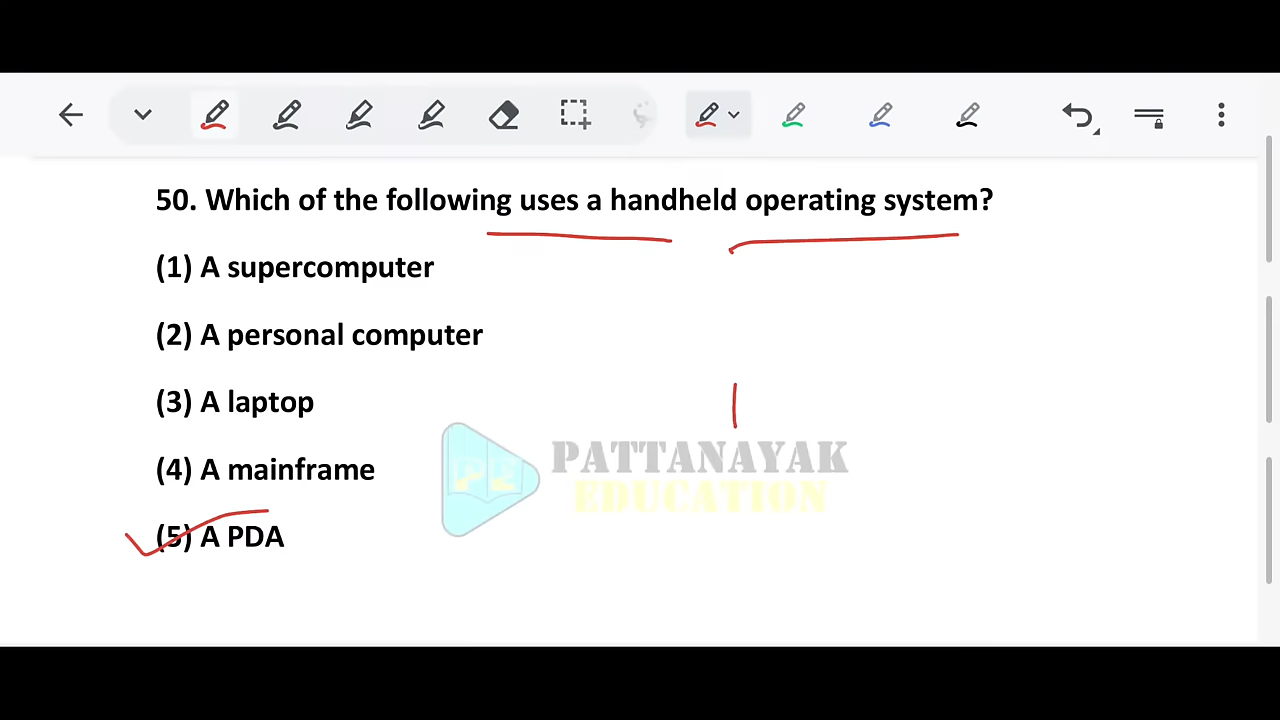 50. Which of the following uses a handheld operating system?
(1) A supercomputer
(2) A personal computer
(3) A laptop
(4) A mainframe
(5) A PDA
PATTANAYAK
EDUCATION